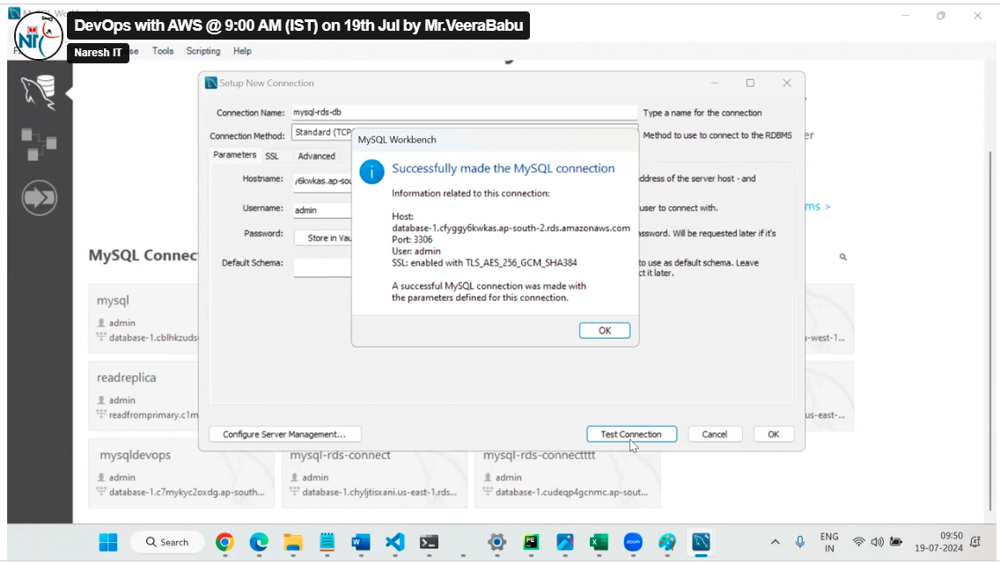 DevOps with AWS @ 9:00 AM (IST) on 19th Jul by Mr.VeeraBabu
Naresh IT
Tools Scripting Help
Setup New Connection
Connection Name: mysql-rds-db Type a name for the connection
Connection Method: Standard (TCP Method to use to connect to the RDBMS
MySQL Workbench
Parameters SSL Advanced
Successfully made the MySQL connection
Hostname: y6kwkas.ap-sou address of the server host - and
Information related to this connection:
Username: admin user to connect with.
ms >
Host:
database-1.cfyggy6kwkas.ap-south-2.rds.amazonaws.com
Password: Store in Vau assword. Will be requested later if it's
Port: 3306
User: admin
Default Schema: to use as default schema. Leave
SSL: enabled with TLS_AES_256_GCM_SHA384
ct it later.
A successful MySQL connection was made with
the parameters defined for this connection.
OK
MySQL Connec
mysql
admin
database-1.cblhkzuds
u-west-1...
readreplica
admin
readfromprimary.c1m
us-east-...
Configure Server Management... Test Connection Cancel OK
mysqldevops mysql-rds-connect mysql-rds-connectttt
admin admin admin
database-1.c7mykyc2oxdg.ap-south... database-1.chyljtisxani.us-east-1.rds... database-1.cudeqp4gcnmc.ap-sout...
Search
ENG
IN
09:50
19-07-2024